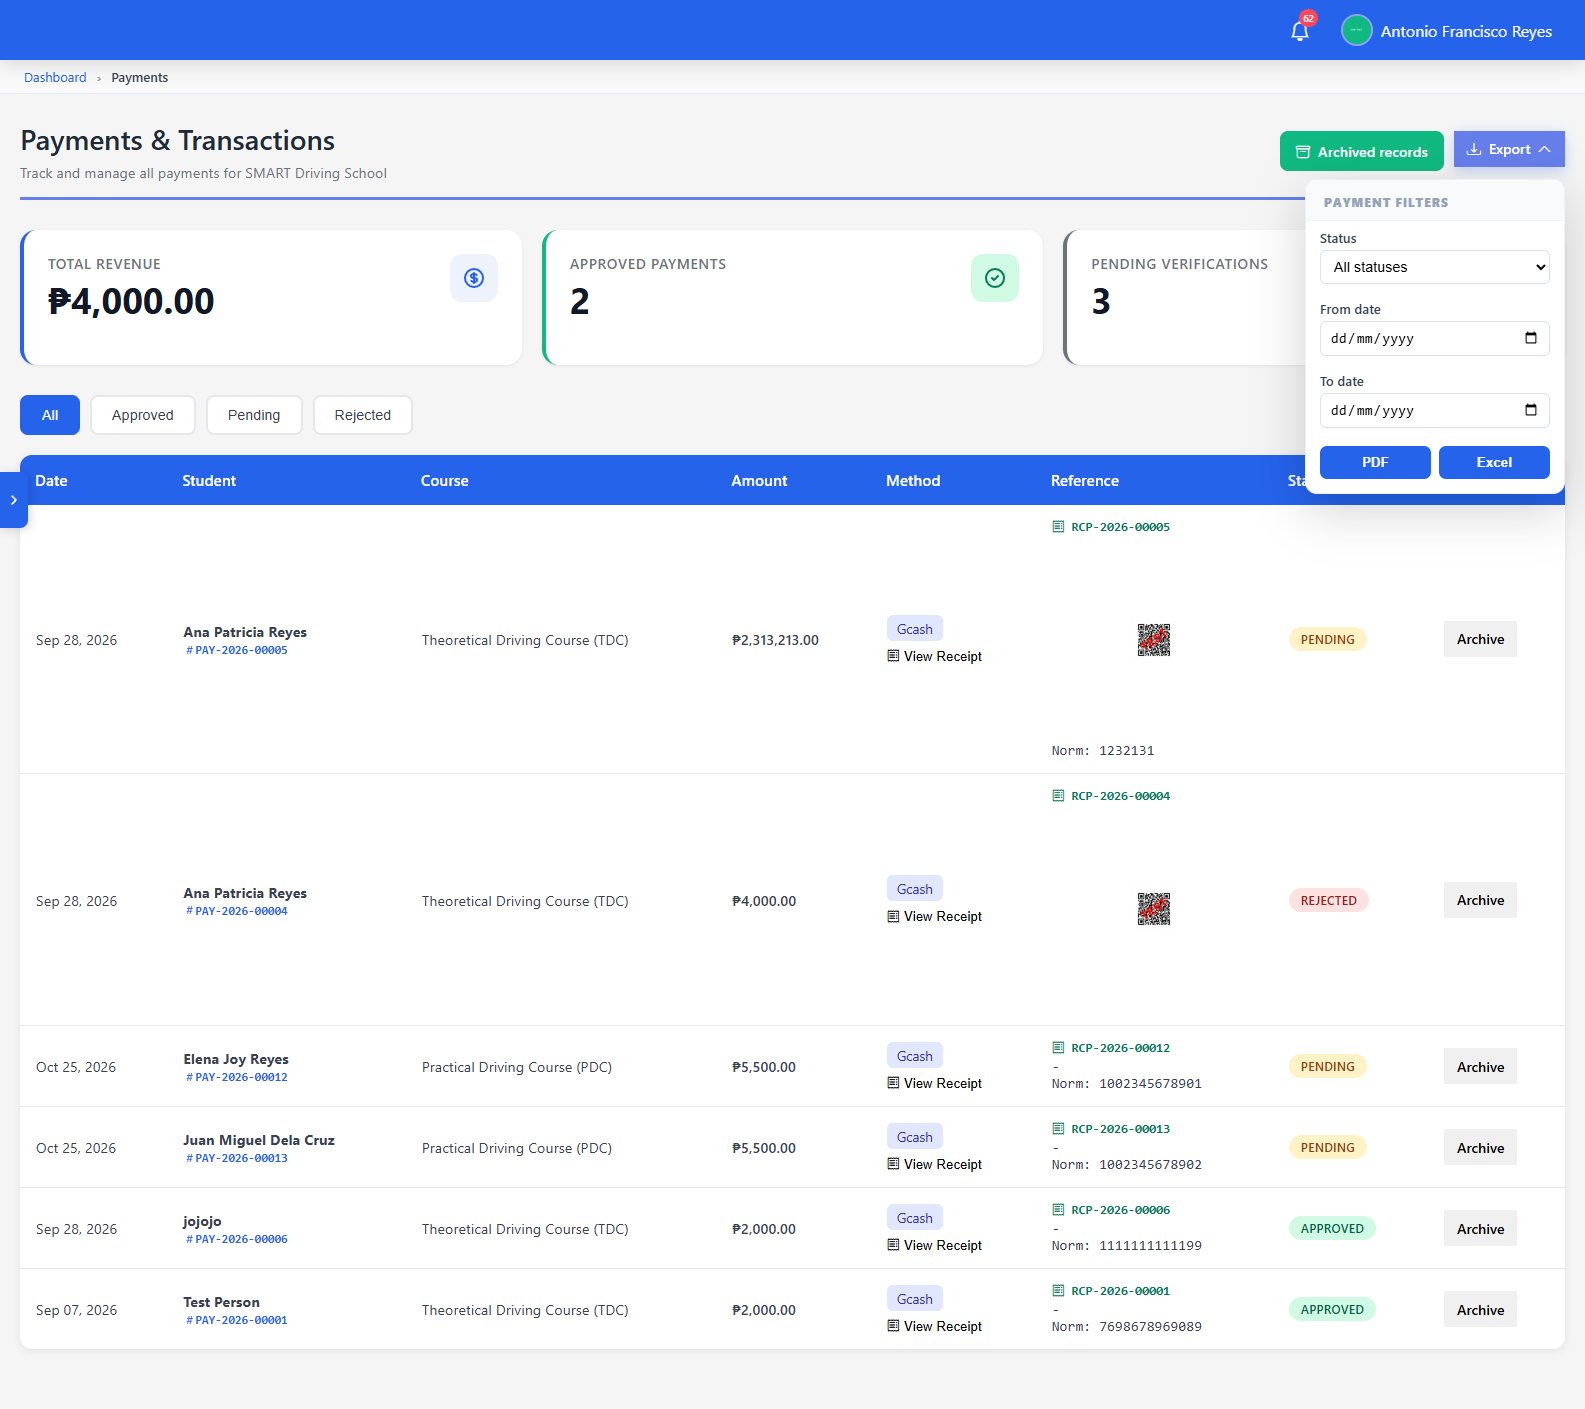 62
Antonio Francisco Reyes
Dashboard > Payments
Payments & Transactions
Track and manage all payments for SMART Driving School
Archived records
Export
PAYMENT FILTERS
Status
All statuses
From date
dd/mm/yyyy
To date
dd/mm/yyyy
PDF Excel
TOTAL REVENUE
₱4,000.00
APPROVED PAYMENTS
2
PENDING VERIFICATIONS
3
All Approved Pending Rejected
Date Student Course Amount Method Reference
RCP-2026-00005
Sep 28, 2026
Ana Patricia Reyes
#PAY-2026-00005
Theoretical Driving Course (TDC)
₱2,313,213.00
Gcash
View Receipt
Norm: 1232131
PENDING
Archive
RCP-2026-00004
Sep 28, 2026
Ana Patricia Reyes
#PAY-2026-00004
Theoretical Driving Course (TDC)
₱4,000.00
Gcash
View Receipt
REJECTED
Archive
Oct 25, 2026
Elena Joy Reyes
#PAY-2026-00012
Practical Driving Course (PDC)
₱5,500.00
Gcash
View Receipt
RCP-2026-00012
-
Norm: 1002345678901
PENDING
Archive
Oct 25, 2026
Juan Miguel Dela Cruz
#PAY-2026-00013
Practical Driving Course (PDC)
₱5,500.00
Gcash
View Receipt
RCP-2026-00013
-
Norm: 1002345678902
PENDING
Archive
Sep 28, 2026
jojojo
#PAY-2026-00006
Theoretical Driving Course (TDC)
₱2,000.00
Gcash
View Receipt
RCP-2026-00006
-
Norm: 1111111111199
APPROVED
Archive
Sep 07, 2026
Test Person
#PAY-2026-00001
Theoretical Driving Course (TDC)
₱2,000.00
Gcash
View Receipt
RCP-2026-00001
-
Norm: 7698678969089
APPROVED
Archive